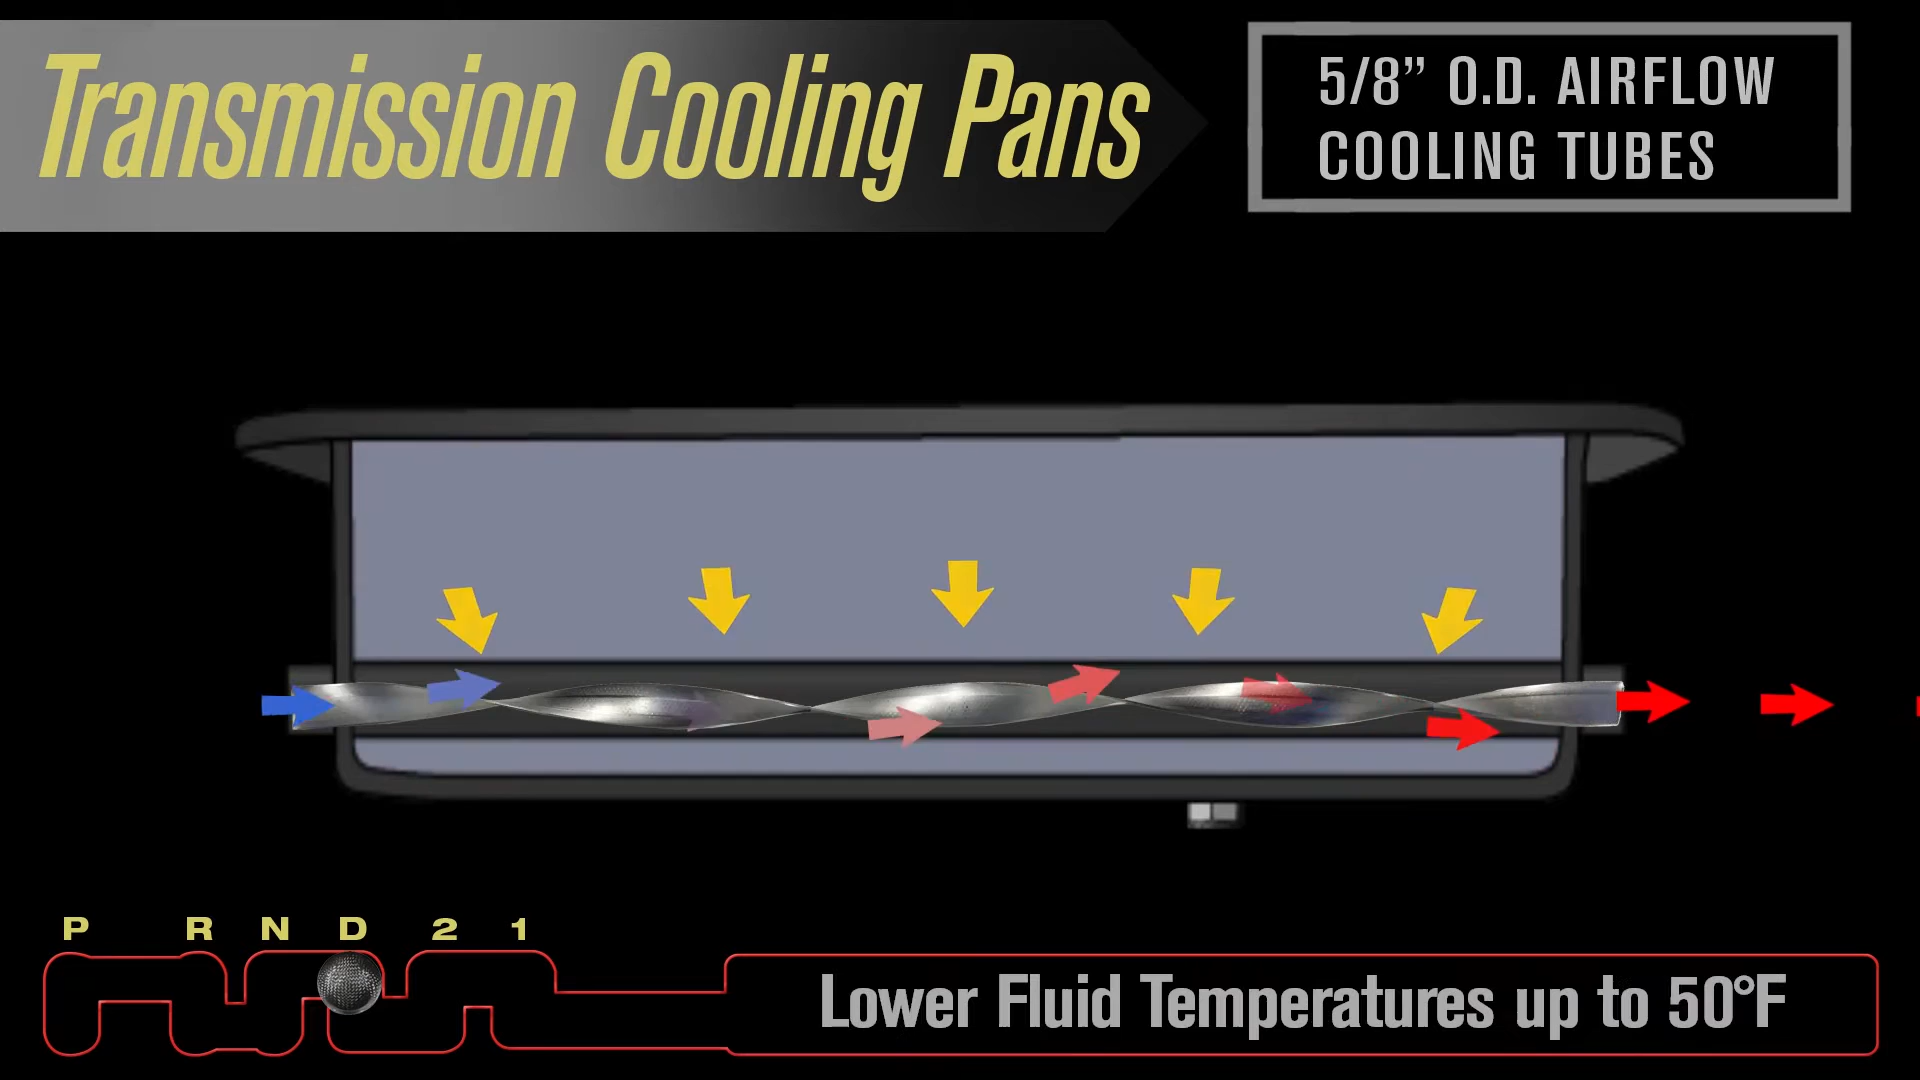 Transmission Cooling Pans
5/8” O.D. AIRFLOW
COOLING TUBES
P R N D 2 1
Lower Fluid Temperatures up to 50°F